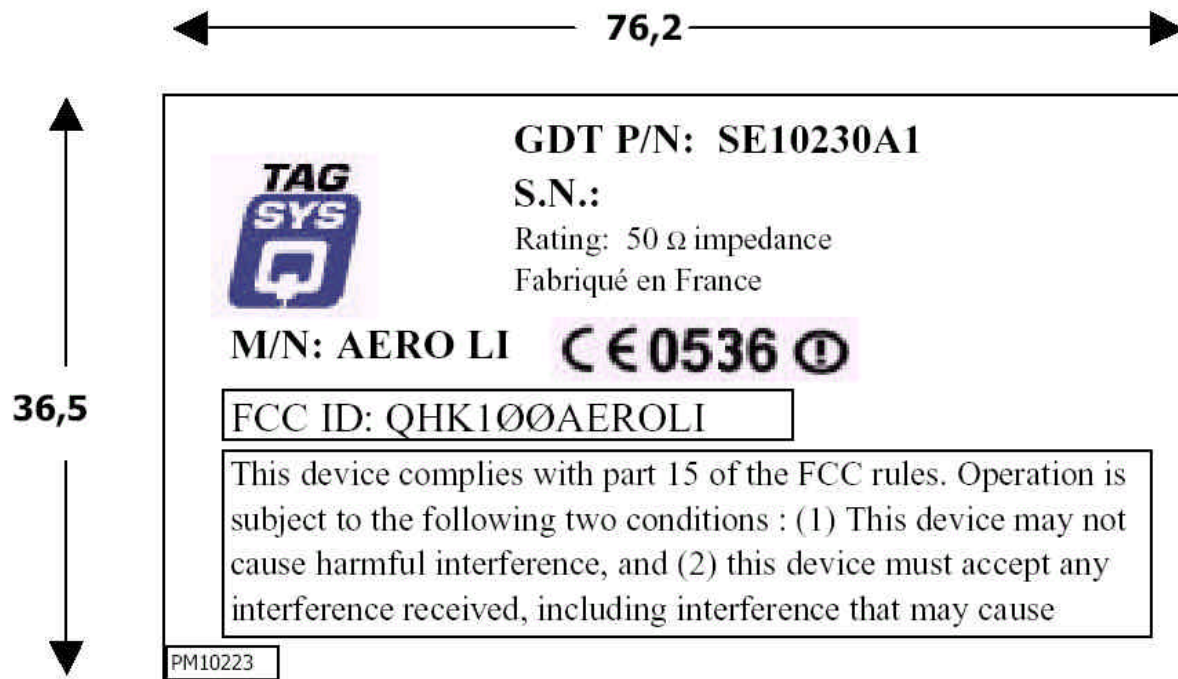 76,2
GDT P/N: SE10230A1
TAG
SYS
S.N.:
Rating: 50 Ω impedance
Fabriqué en France
M/N: AERO LI CE 0536
36,5
FCC ID: QHK1ØØAEROLI
This device complies with part 15 of the FCC rules. Operation is
subject to the following two conditions : (1) This device may not
cause harmful interference, and (2) this device must accept any
interference received, including interference that may cause
PM10223